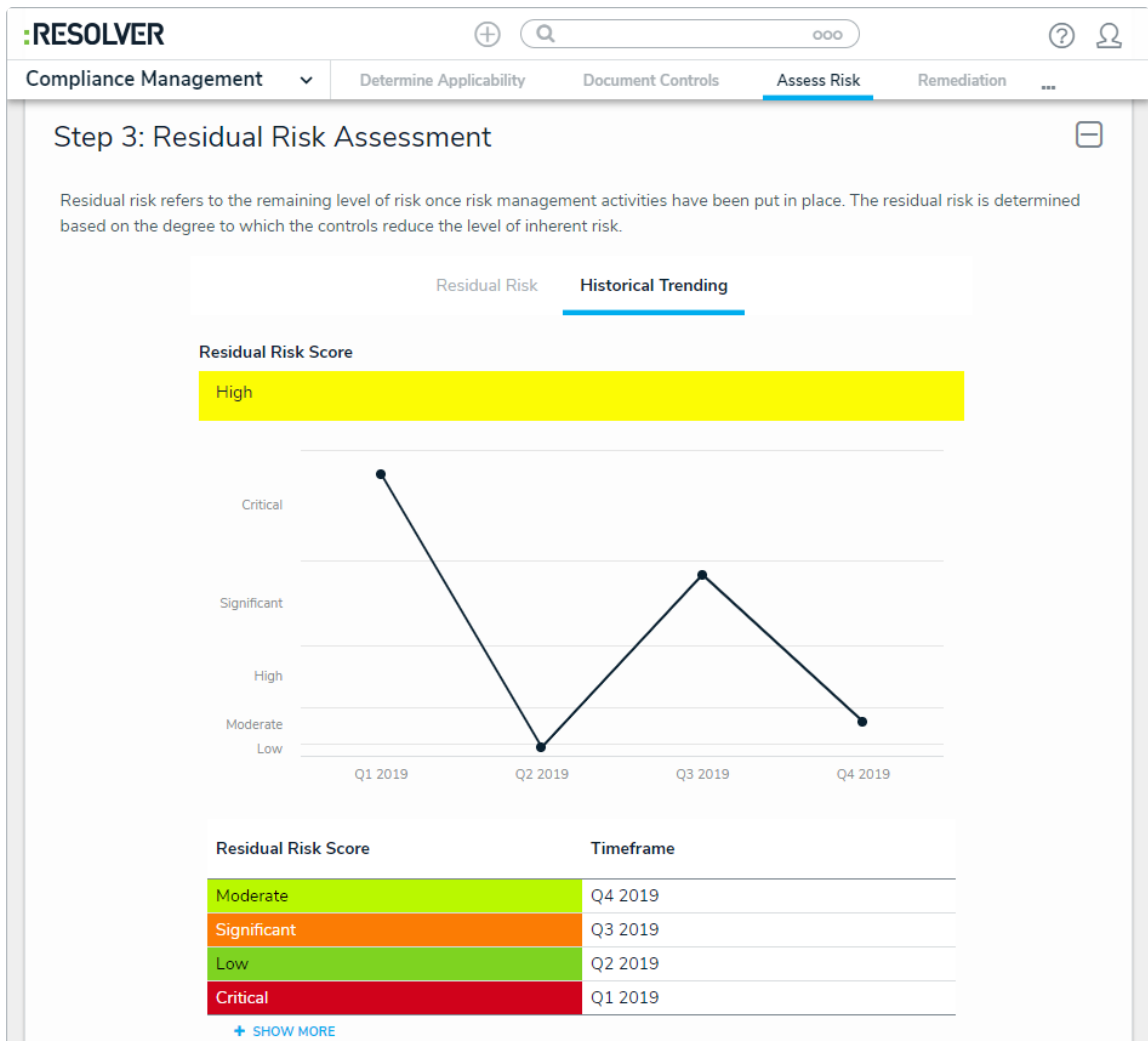 :RESOLVER
ooo
?
Compliance Management
Determine Applicability
Document Controls
Assess Risk
Remediation
...
Step 3: Residual Risk Assessment
Residual risk refers to the remaining level of risk once risk management activities have been put in place. The residual risk is determined
based on the degree to which the controls reduce the level of inherent risk.
Residual Risk
Historical Trending
Residual Risk Score
High
Critical
Significant
High
Moderate
Low
Q1 2019
Q2 2019
Q3 2019
Q4 2019
Residual Risk Score
Timeframe
Moderate
Q4 2019
Significant
Q3 2019
Low
Q2 2019
Critical
Q1 2019
+ SHOW MORE